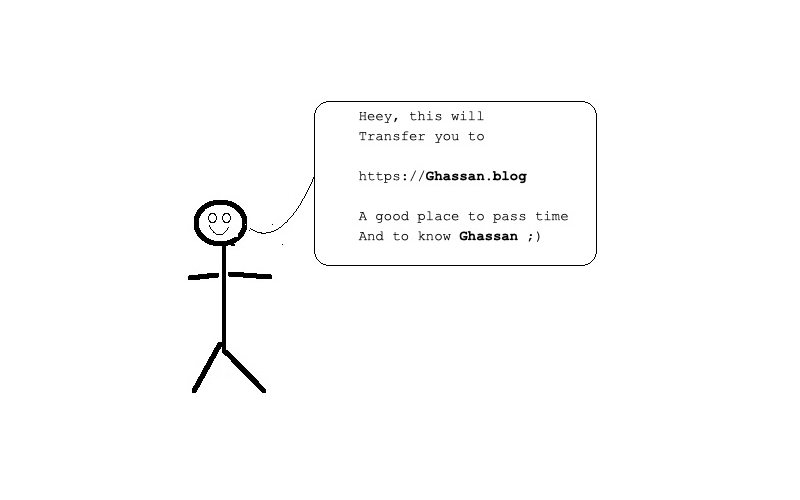 Heey, this will
Transfer you to
https://Ghassan.blog
A good place to pass time
And to know Ghassan ;)